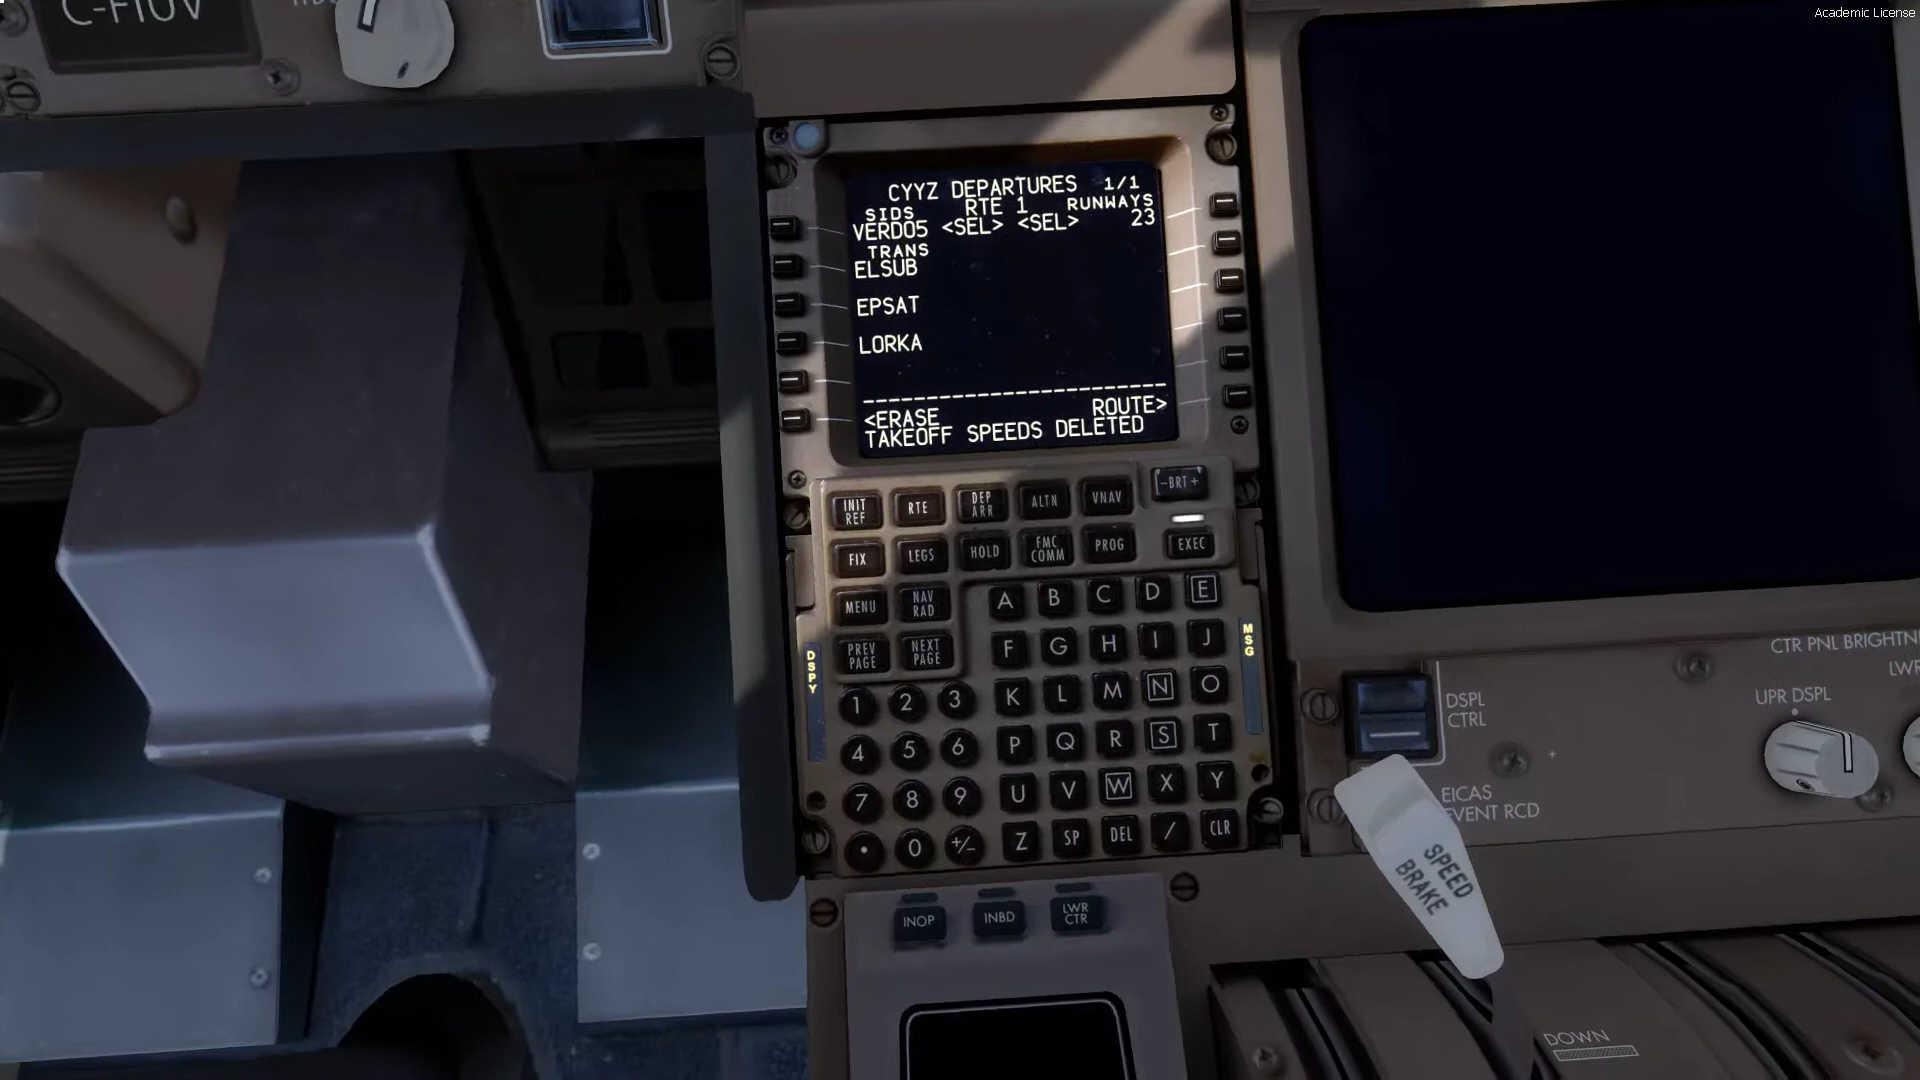 Academic License
C-FIUV
CYYZ DEPARTURES 1/1
SIDS RTE 1 RUNWAYS
VERDO5 <SEL> <SEL> 23
TRANS
ELSUB
EPSAT
LORKA
------------------------
<ERASE ROUTE>
TAKEOFF SPEEDS DELETED
INIT REF
RTE
DEP ARR
ALTN
VNAV
-BRT+
FIX
LEGS
HOLD
FMC COMM
PROG
EXEC
MENU
NAV RAD
PREV PAGE
NEXT PAGE
A B C D E
F G H I J
K L M N O
P Q R S T
U V W X Y
Z SP DEL / CLR
1 2 3
4 5 6
7 8 9
. 0 +/-
DSPY
MSG
INOP
INBD
LWR CTR
CTR PNL BRIGHTN
LWR
UPR DSPL
DSPL
CTRL
EICAS
EVENT RCD
SPEED
BRAKE
DOWN